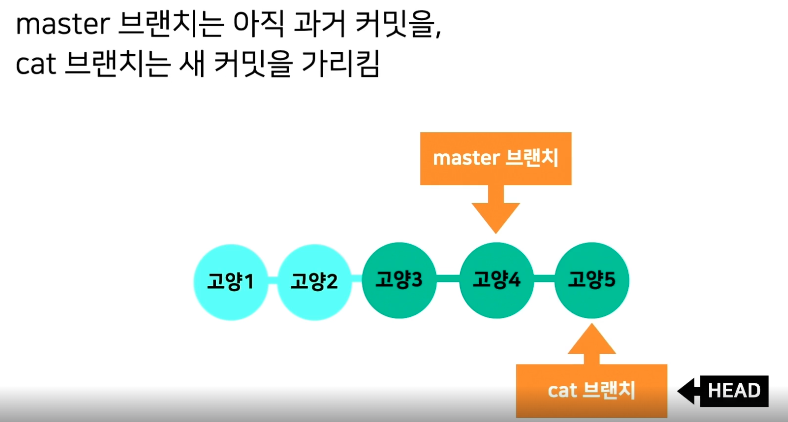 master 브랜치는 아직 과거 커밋을,
cat 브랜치는 새 커밋을 가리킴
master 브랜치
고양1
고양2
고양3
고양4
고양5
cat 브랜치
HEAD